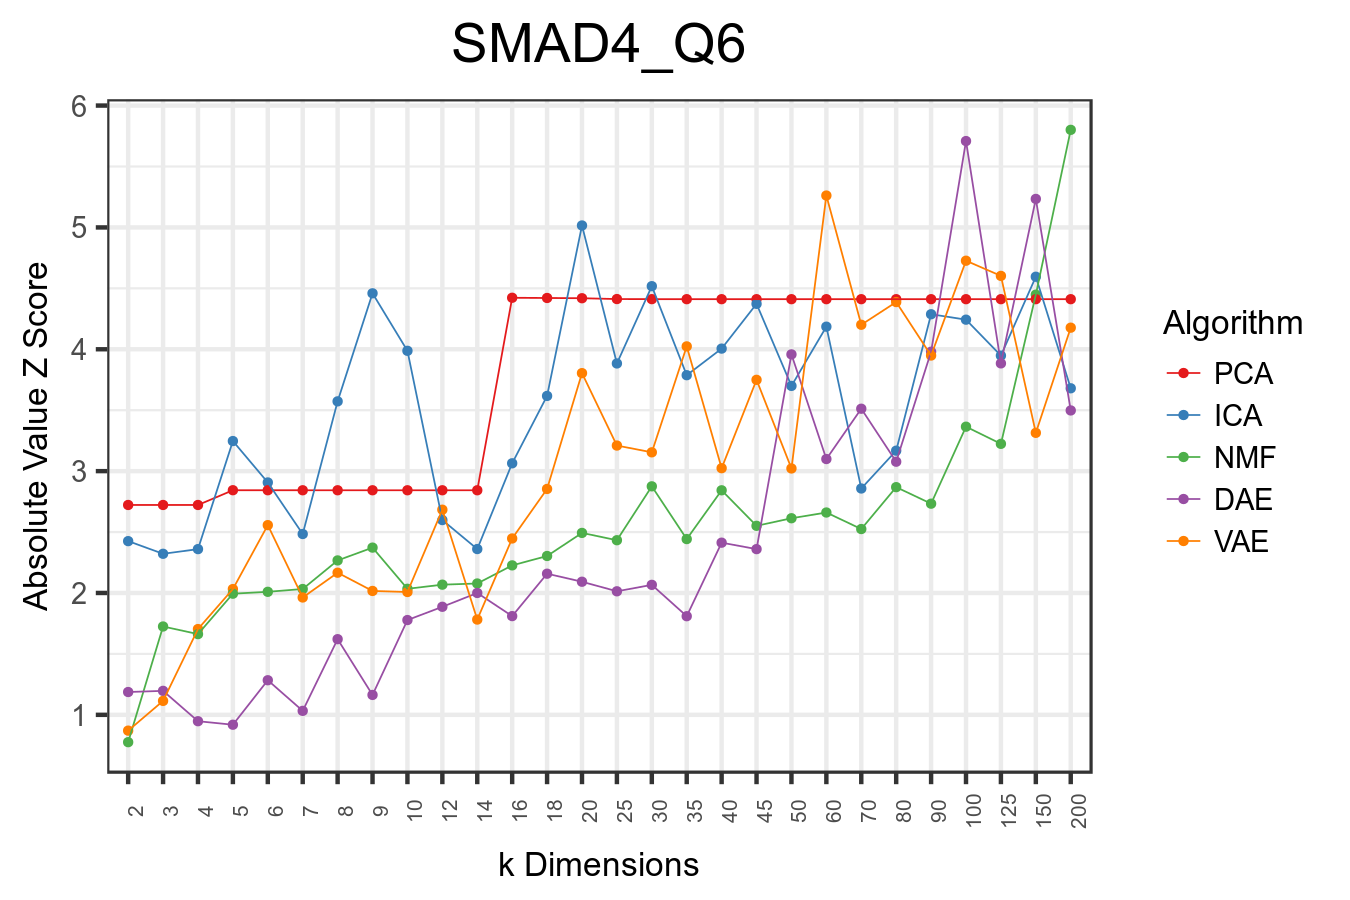 SMAD4_Q6
Absolute Value Z Score
6
5
4
3
2
1
2 3 4 5 6 7 8 9 10 12 14 16 18 20 25 30 35 40 45 50 60 70 80 90 100 125 150 200
k Dimensions
Algorithm
PCA
ICA
NMF
DAE
VAE